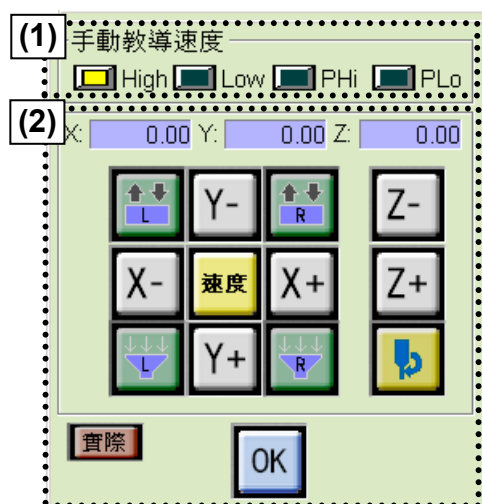 (1)
手動教導速度
High Low PHi PLo
(2)
X: 0.00 Y: 0.00 Z: 0.00
L Y- R Z-
X- 速度 X+ Z+
L Y+ R
實際 OK